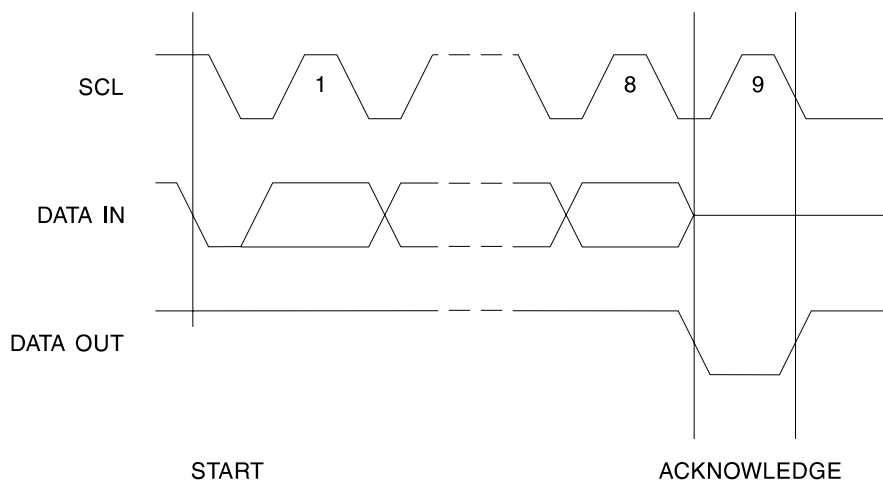 SCL
1
8
9
DATA IN
DATA OUT
START
ACKNOWLEDGE